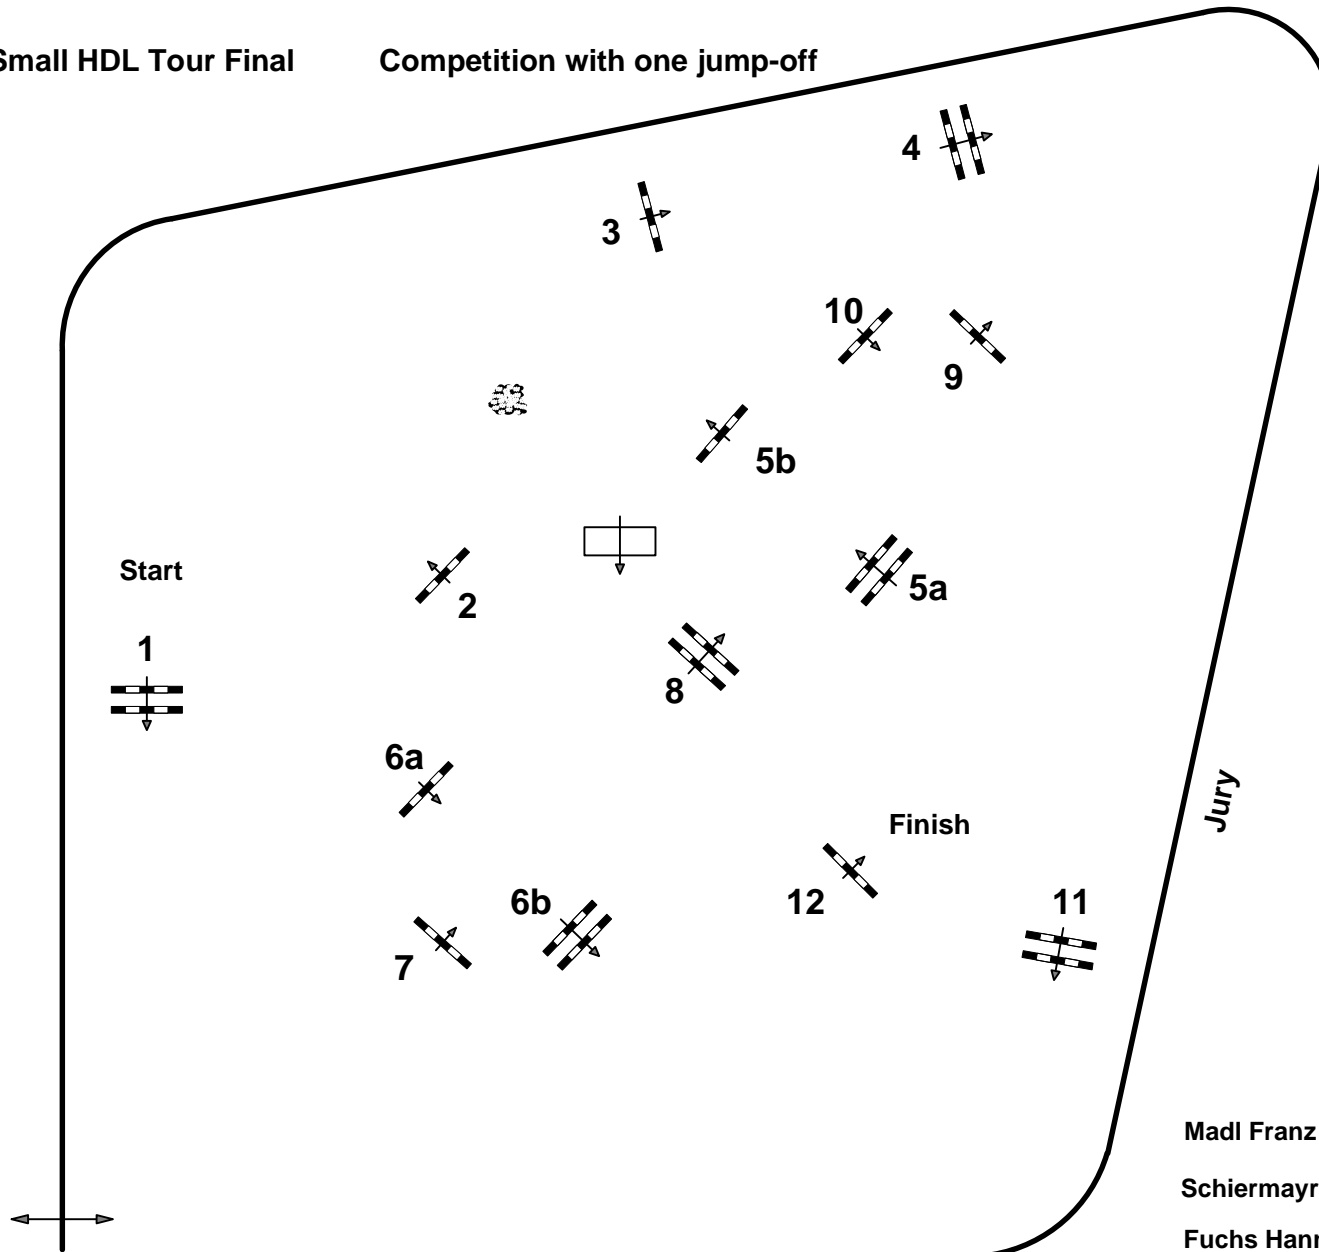 Small HDL Tour Final Competition with one jump-off
4
3
10
9
5b
Start
5a
2
1
8
6a
Jury
Finish
6b
12
11
7
Madl Franz
Schiermayr
Fuchs